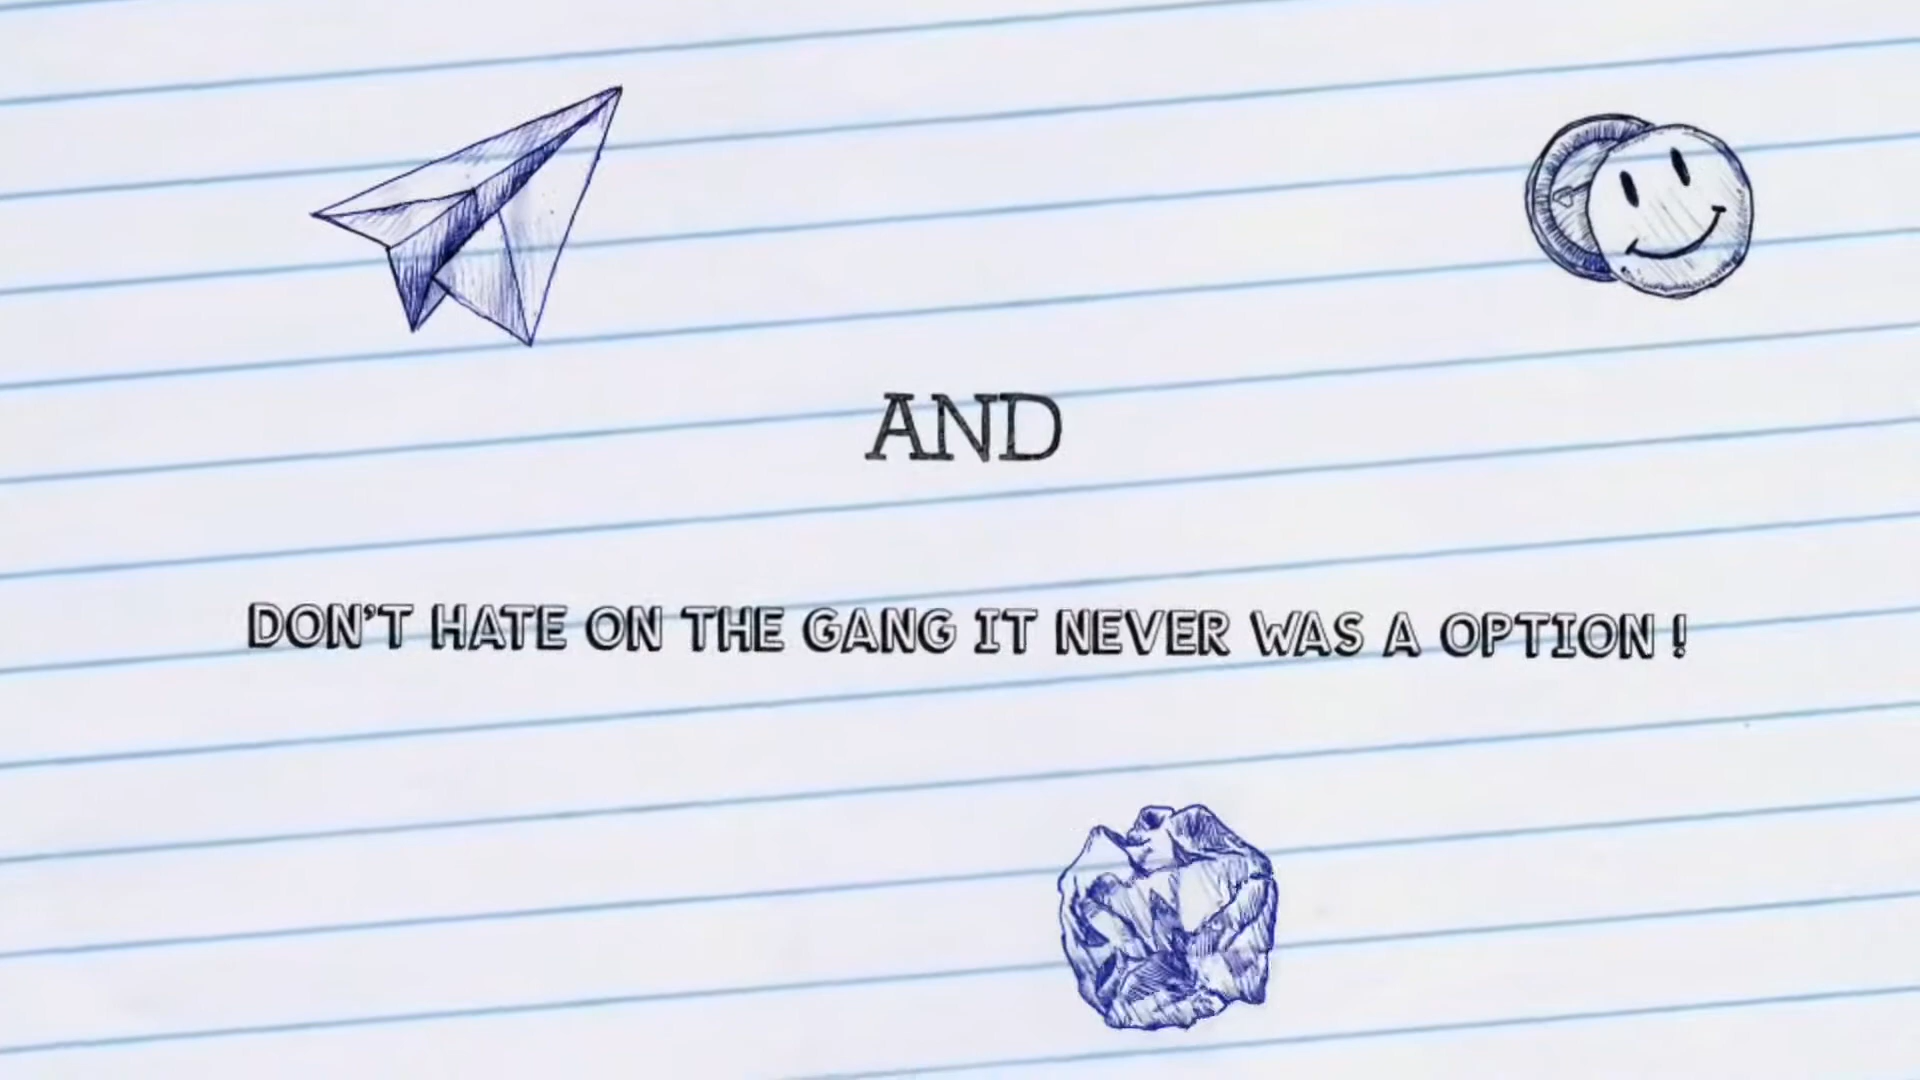 AND
DON'T HATE ON THE GANG IT NEVER WAS A OPTION !